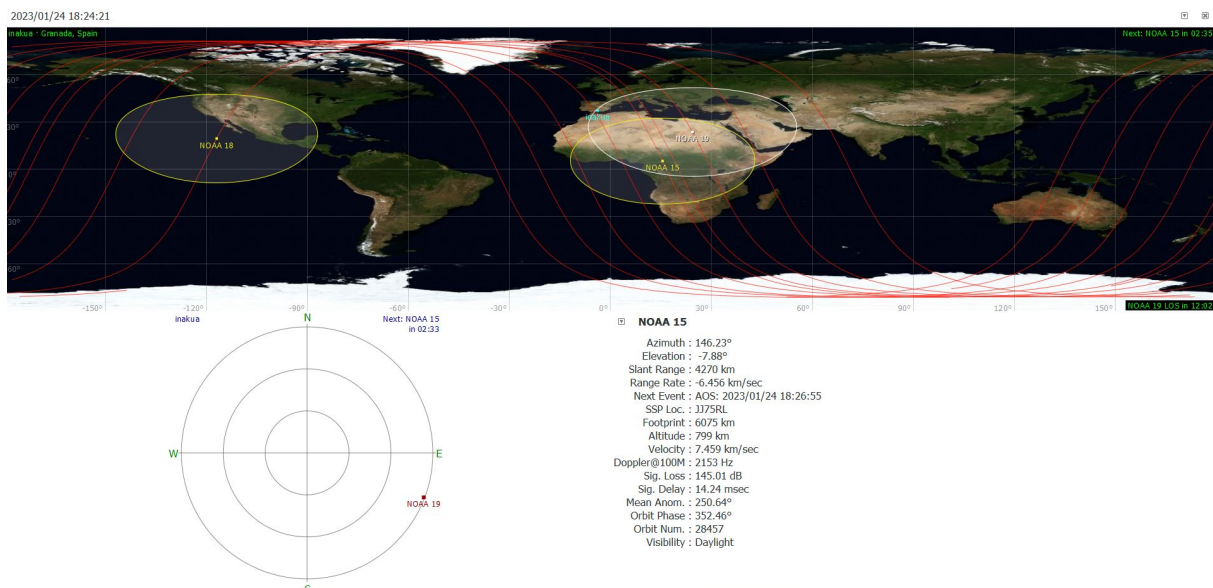 2023/01/24 18:24:21
inakua - Granada, Spain
Next: NOAA 15 in 02:35
60°
30°
0°
30°
60°
inakua
NOAA 18
NOAA 19
NOAA 15
-150°
-120°
-90°
-60°
-30°
0°
30°
60°
90°
120°
150°
NOAA 19 LOS in 12:02
inakua
Next: NOAA 15
in 02:33
N
W
E
S
NOAA 19
NOAA 15
Azimuth : 146.23°
Elevation : -7.88°
Slant Range : 4270 km
Range Rate : -6.456 km/sec
Next Event : AOS: 2023/01/24 18:26:55
SSP Loc. : JJ75RL
Footprint : 6075 km
Altitude : 799 km
Velocity : 7.459 km/sec
Doppler@100M : 2153 Hz
Sig. Loss : 145.01 dB
Sig. Delay : 14.24 msec
Mean Anom. : 250.64°
Orbit Phase : 352.46°
Orbit Num. : 28457
Visibility : Daylight